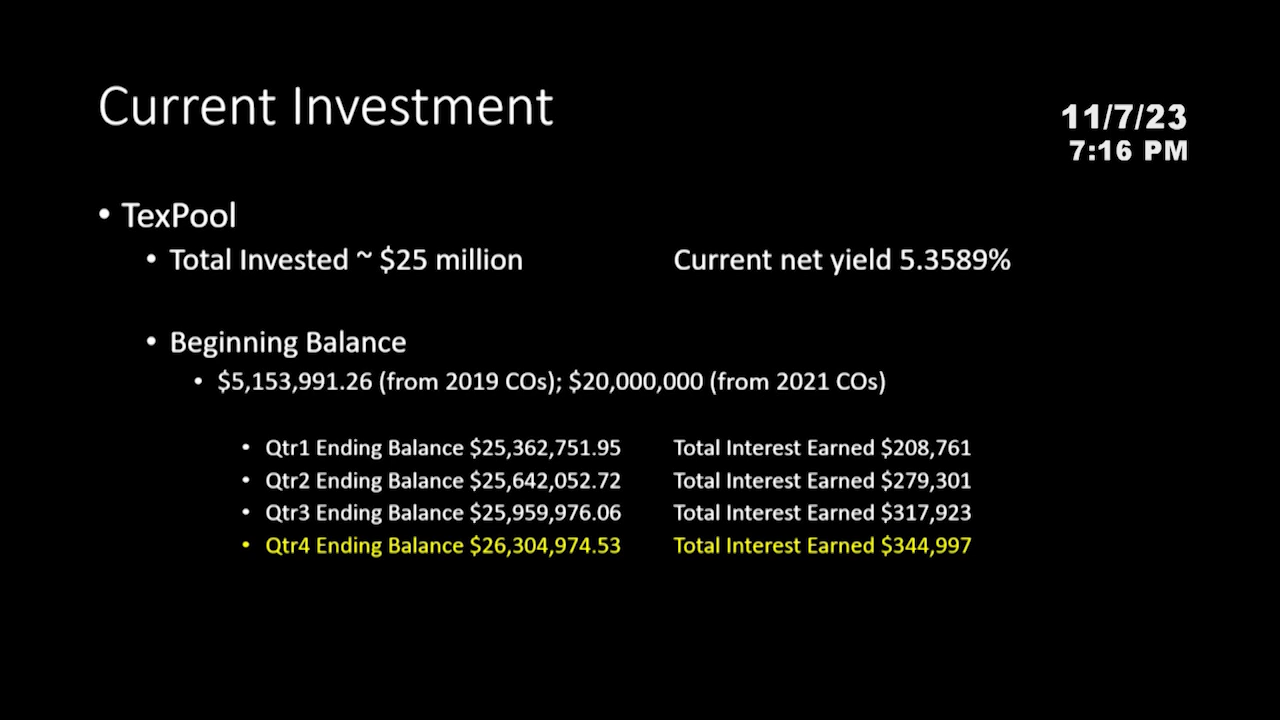 Current Investment
11/7/23
7:16 PM
• TexPool
• Total Invested ~ $25 million Current net yield 5.3589%
• Beginning Balance
• $5,153,991.26 (from 2019 COs); $20,000,000 (from 2021 COs)
• Qtr1 Ending Balance $25,362,751.95 Total Interest Earned $208,761
• Qtr2 Ending Balance $25,642,052.72 Total Interest Earned $279,301
• Qtr3 Ending Balance $25,959,976.06 Total Interest Earned $317,923
• Qtr4 Ending Balance $26,304,974.53 Total Interest Earned $344,997